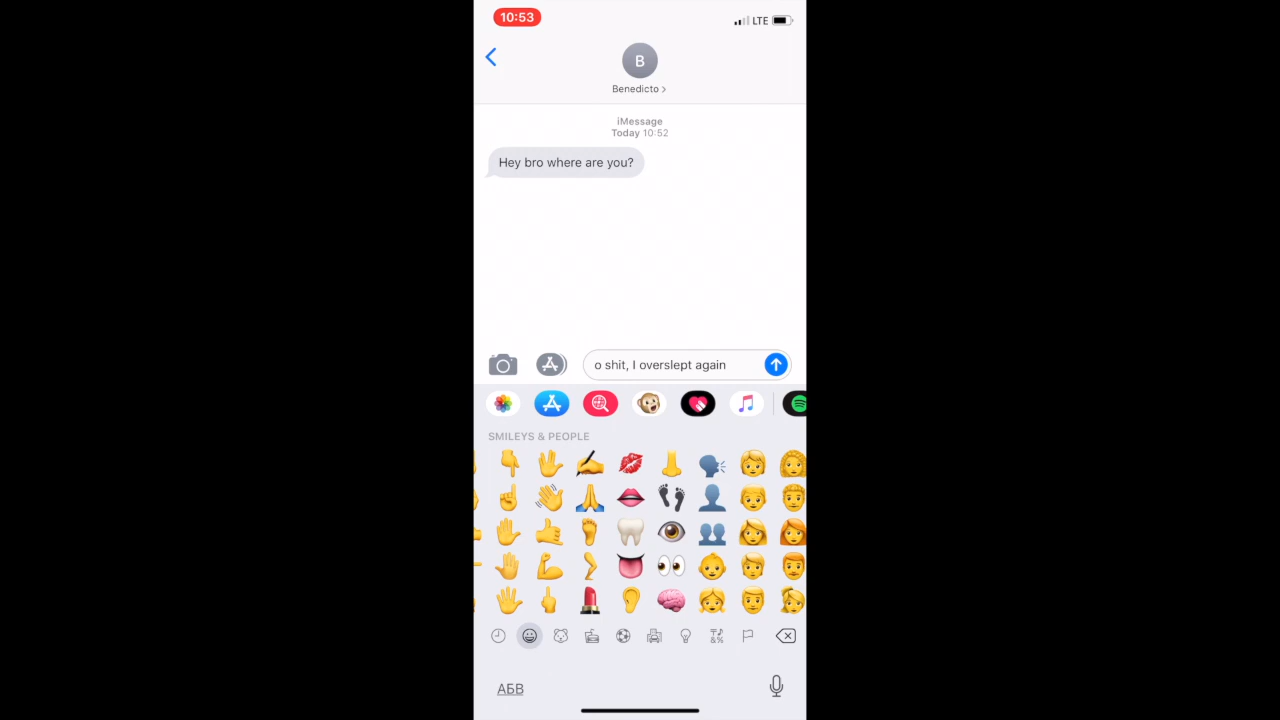 10:53
LTE
B
Benedicto
iMessage
Today 10:52
Hey bro where are you?
o shit, I overslept again
SMILEYS & PEOPLE
АБВ